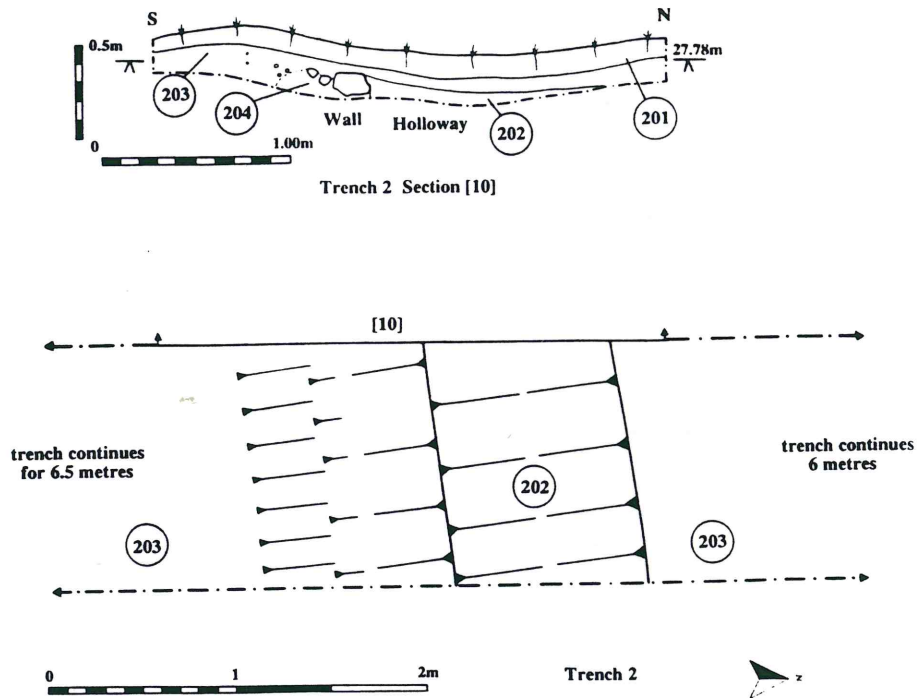 S
N
0.5m
27.78m
203
204
Wall
Holloway
202
201
0
0
1.00m
Trench 2 Section [10]
[10]
trench continues
for 6.5 metres
trench continues
6 metres
202
203
203
0
1
2m
Trench 2
z